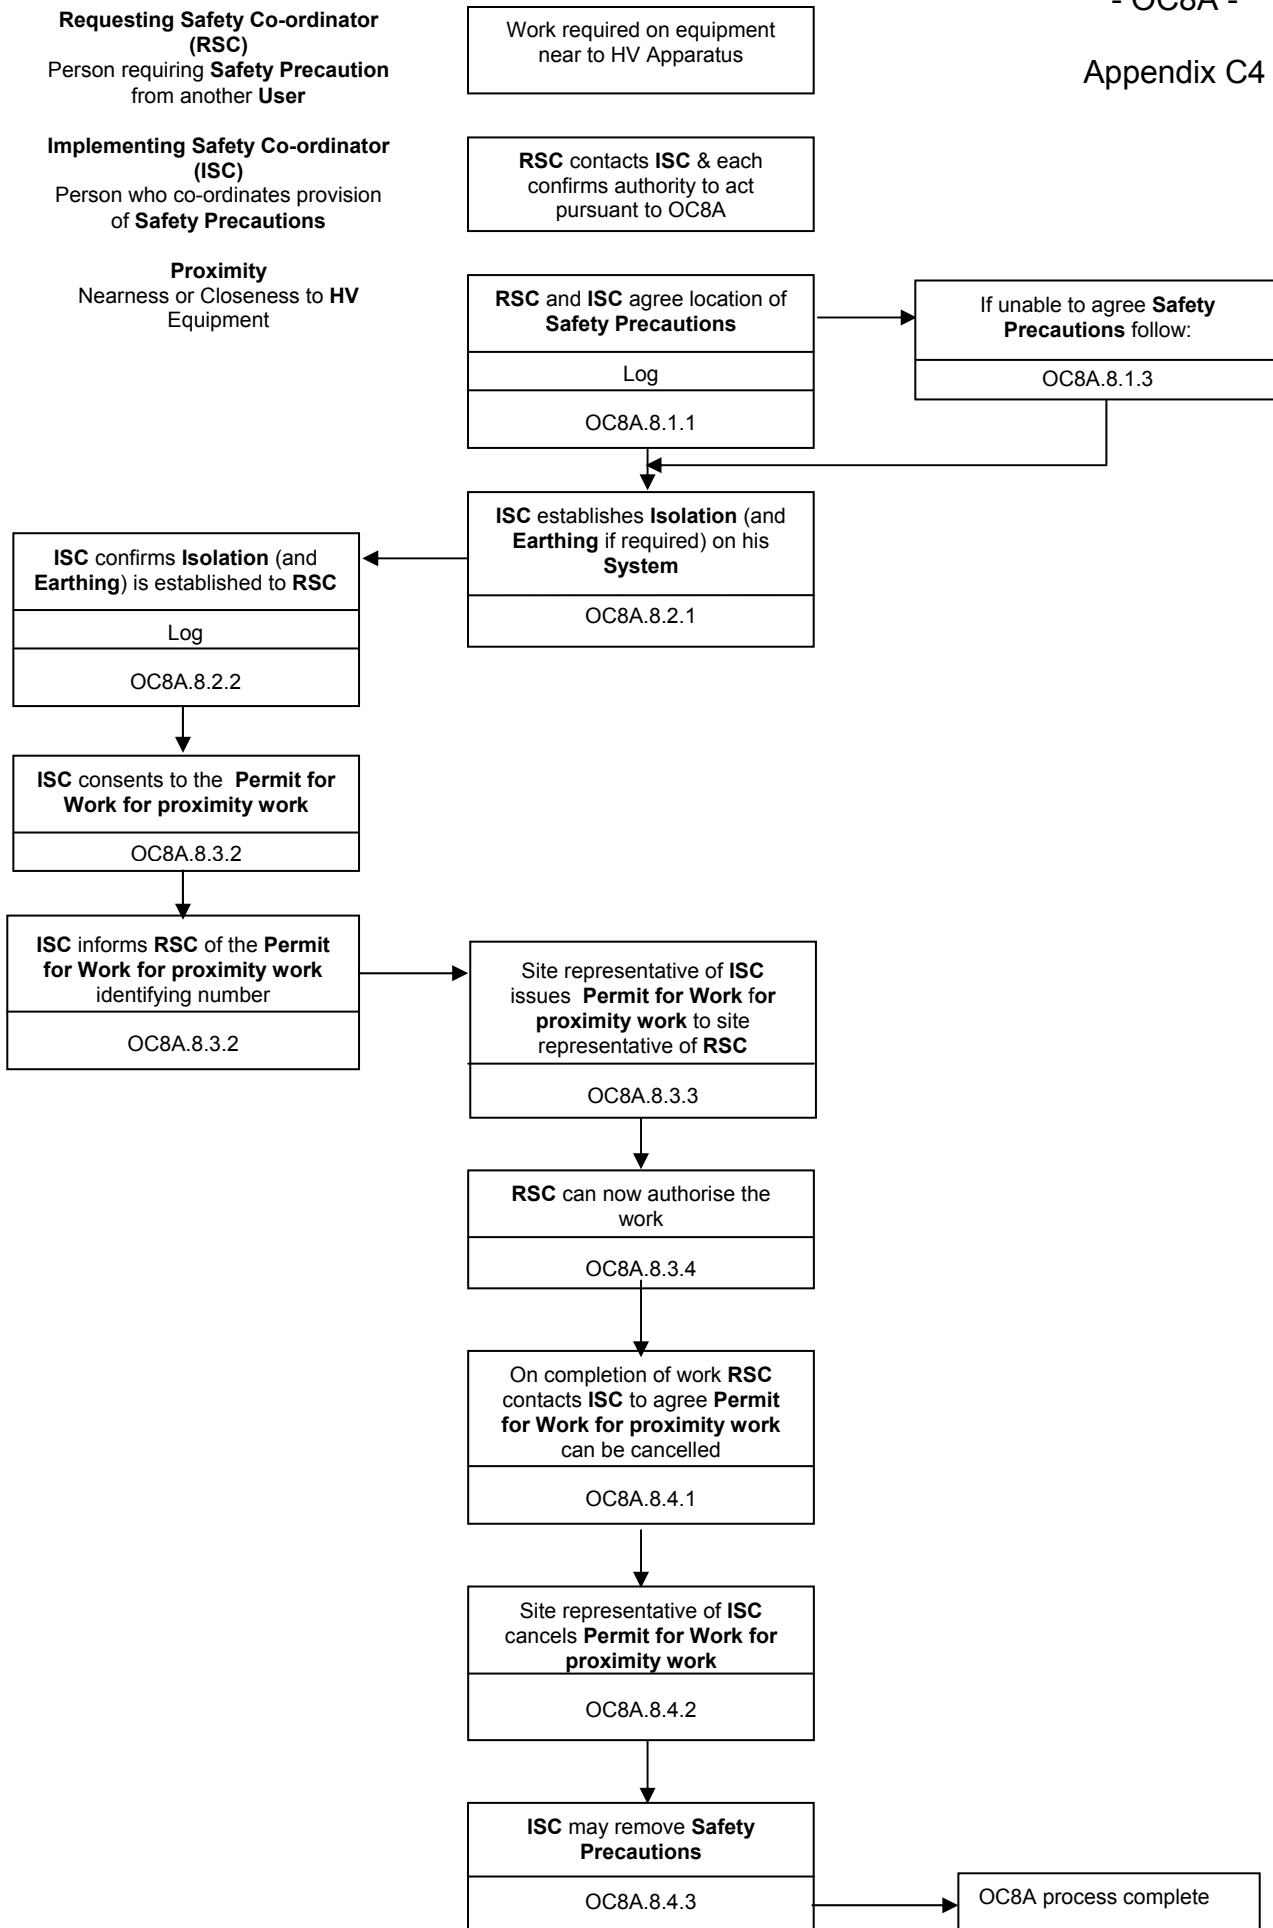 - OC8A -
Appendix C4
Requesting Safety Co-ordinator
(RSC)
Person requiring Safety Precaution
from another User
Implementing Safety Co-ordinator
(ISC)
Person who co-ordinates provision
of Safety Precautions
Proximity
Nearness or Closeness to HV
Equipment
Work required on equipment
near to HV Apparatus
RSC contacts ISC & each
confirms authority to act
pursuant to OC8A
RSC and ISC agree location of
Safety Precautions
Log
OC8A.8.1.1
If unable to agree Safety
Precautions follow:
OC8A.8.1.3
ISC establishes Isolation (and
Earthing if required) on his
System
OC8A.8.2.1
ISC confirms Isolation (and
Earthing) is established to RSC
Log
OC8A.8.2.2
ISC consents to the Permit for
Work for proximity work
OC8A.8.3.2
ISC informs RSC of the Permit
for Work for proximity work
identifying number
OC8A.8.3.2
Site representative of ISC
issues Permit for Work for
proximity work to site
representative of RSC
OC8A.8.3.3
RSC can now authorise the
work
OC8A.8.3.4
On completion of work RSC
contacts ISC to agree Permit
for Work for proximity work
can be cancelled
OC8A.8.4.1
Site representative of ISC
cancels Permit for Work for
proximity work
OC8A.8.4.2
ISC may remove Safety
Precautions
OC8A.8.4.3
OC8A process complete